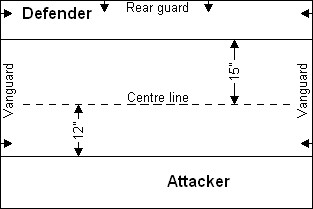 Defender
Rear guard
Vanguard
15"
Vanguard
Centre line
12"
Attacker